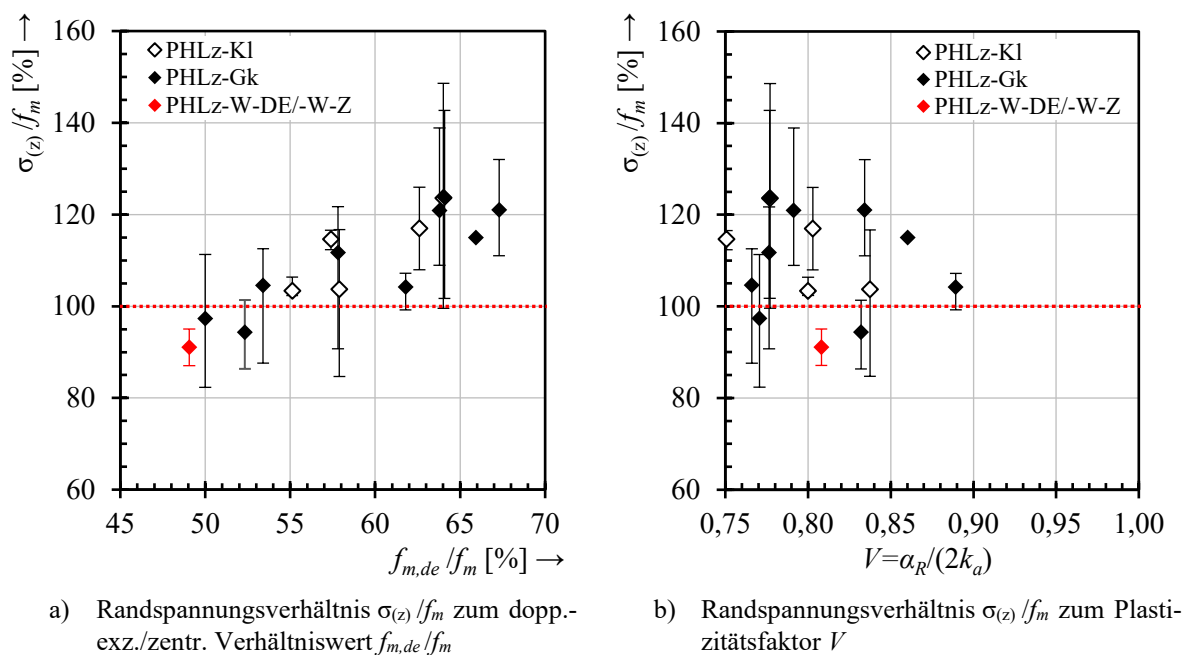 σ(z) /fm [%] →
160
140
120
100
80
60
PHLz-Kl
PHLz-Gk
PHLz-W-DE/-W-Z
45 50 55 60 65 70
fm,de /fm [%] →
σ(z) /fm [%] →
160
140
120
100
80
60
PHLz-Kl
PHLz-Gk
PHLz-W-DE/-W-Z
0,75 0,80 0,85 0,90 0,95 1,00
V=αR/(2ka)
a) Randspannungsverhältnis σ(z) /fm zum dopp.-
exz./zentr. Verhältniswert fm,de /fm
b) Randspannungsverhältnis σ(z) /fm zum Plasti-
zitätsfaktor V